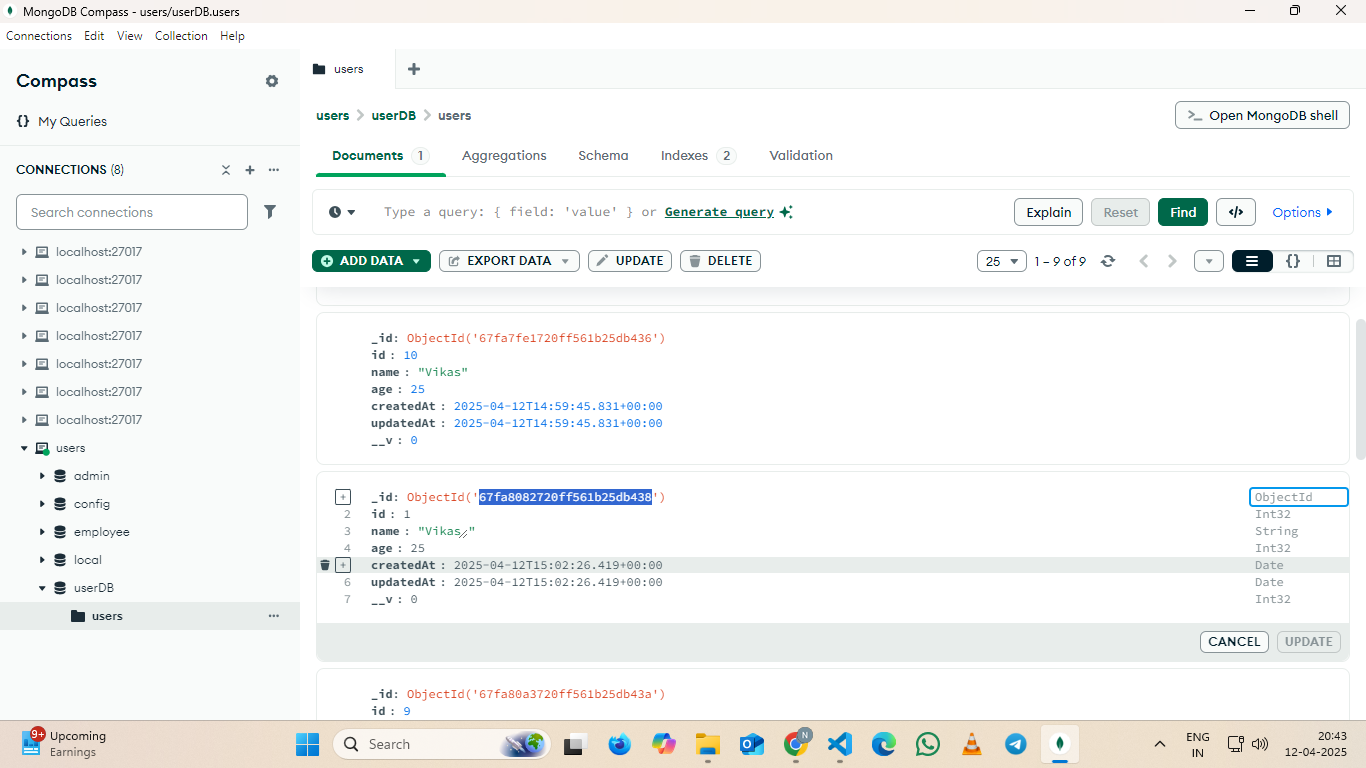 MongoDB Compass - users/userDB.users
Connections Edit View Collection Help
Compass
{} My Queries
CONNECTIONS (8)
Search connections
localhost:27017
localhost:27017
localhost:27017
localhost:27017
localhost:27017
localhost:27017
localhost:27017
users
admin
config
employee
local
userDB
users
users
users > userDB > users
>_ Open MongoDB shell
Documents 1 Aggregations Schema Indexes 2 Validation
Type a query: { field: 'value' } or Generate query
Explain Reset Find </> Options
ADD DATA EXPORT DATA UPDATE DELETE
25 1 – 9 of 9 {}
_id: ObjectId('67fa7fe1720ff561b25db436')
id : 10
name : "Vikas"
age : 25
createdAt : 2025-04-12T14:59:45.831+00:00
updatedAt : 2025-04-12T14:59:45.831+00:00
__v : 0
_id: ObjectId('67fa8082720ff561b25db438') ObjectId
2 id : 1 Int32
3 name : "Vikas" String
4 age : 25 Int32
createdAt : 2025-04-12T15:02:26.419+00:00 Date
6 updatedAt : 2025-04-12T15:02:26.419+00:00 Date
7 __v : 0 Int32
CANCEL UPDATE
_id: ObjectId('67fa80a3720ff561b25db43a')
id : 9
9+ Upcoming
Earnings
Search
N
ENG
IN
20:43
12-04-2025